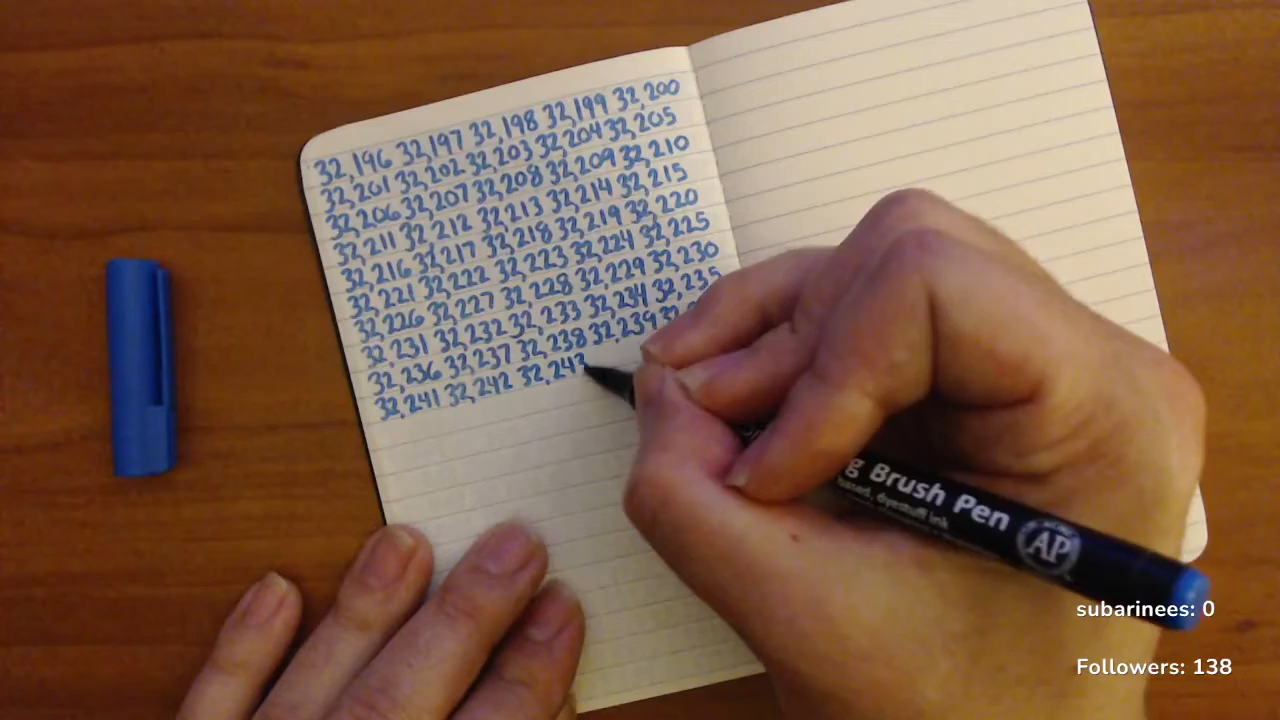 32,196 32,197 32,198 32,199 32,200
32,201 32,202 32,203 32,204 32,205
32,206 32,207 32,208 32,209 32,210
32,211 32,212 32,213 32,214 32,215
32,216 32,217 32,218 32,219 32,220
32,221 32,222 32,223 32,224 32,225
32,226 32,227 32,228 32,229 32,230
32,231 32,232 32,233 32,234 32,235
32,236 32,237 32,238 32,239
32,241 32,242 32,243
g Brush Pen
based, dyestuff ink
AP
subarinees: 0
Followers: 138